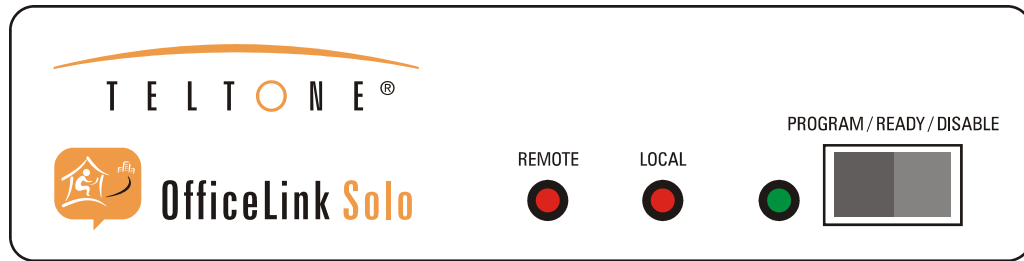 TELTONE®
PROGRAM / READY / DISABLE
REMOTE LOCAL
OfficeLink Solo